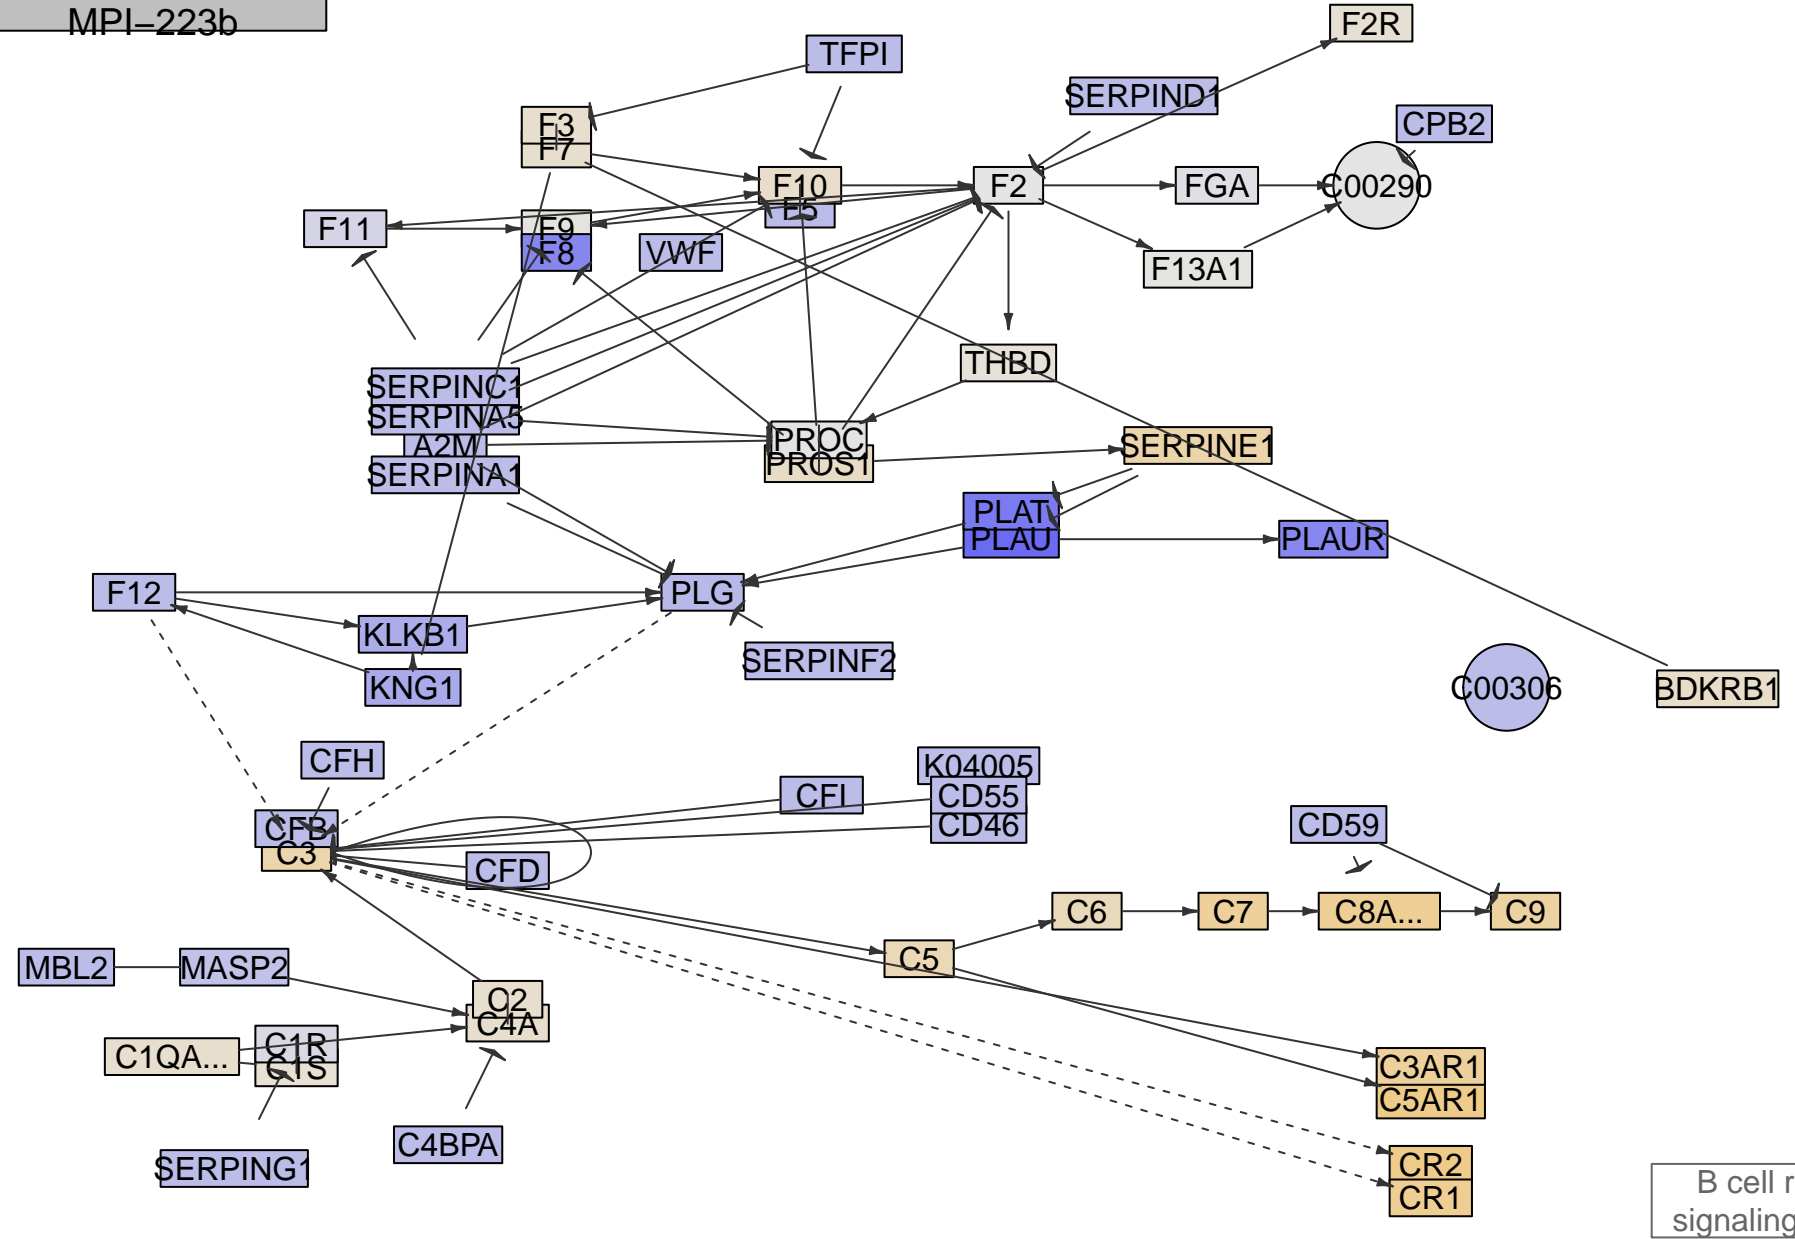 MPI−223b
F2R
TFPI
SERPIND1
CPB2
F3
F7
F10
F5
F2
FGA
C00290
F11
F9
F8
VWF
F13A1
THBD
SERPINC1
SERPINA5
A2M
SERPINA1
PROC
PROS1
SERPINE1
PLAT
PLAU
PLAUR
F12
PLG
KLKB1
KNG1
SERPINF2
C00306
BDKRB1
CFH
K04005
CFI
CD55
CD46
CFB
C3
CFD
CD59
C6
C7
C8A...
C9
C5
MBL2
MASP2
C2
C4A
C1QA...
C1R
C1S
C3AR1
C5AR1
C4BPA
SERPING1
CR2
CR1
B cell r
signaling